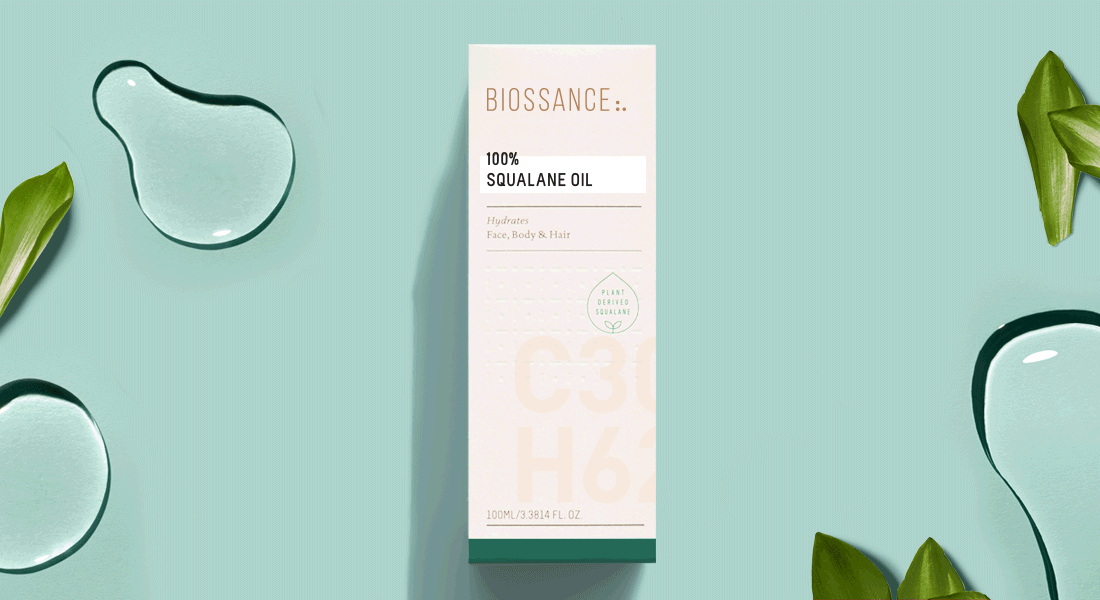 BIOSSANCE:.
100%
SQUALANE OIL
Hydrates
Face, Body & Hair
PLANT
DERIVED
SQUALANE
C30
H62
100ML/3.3814 FL. OZ.